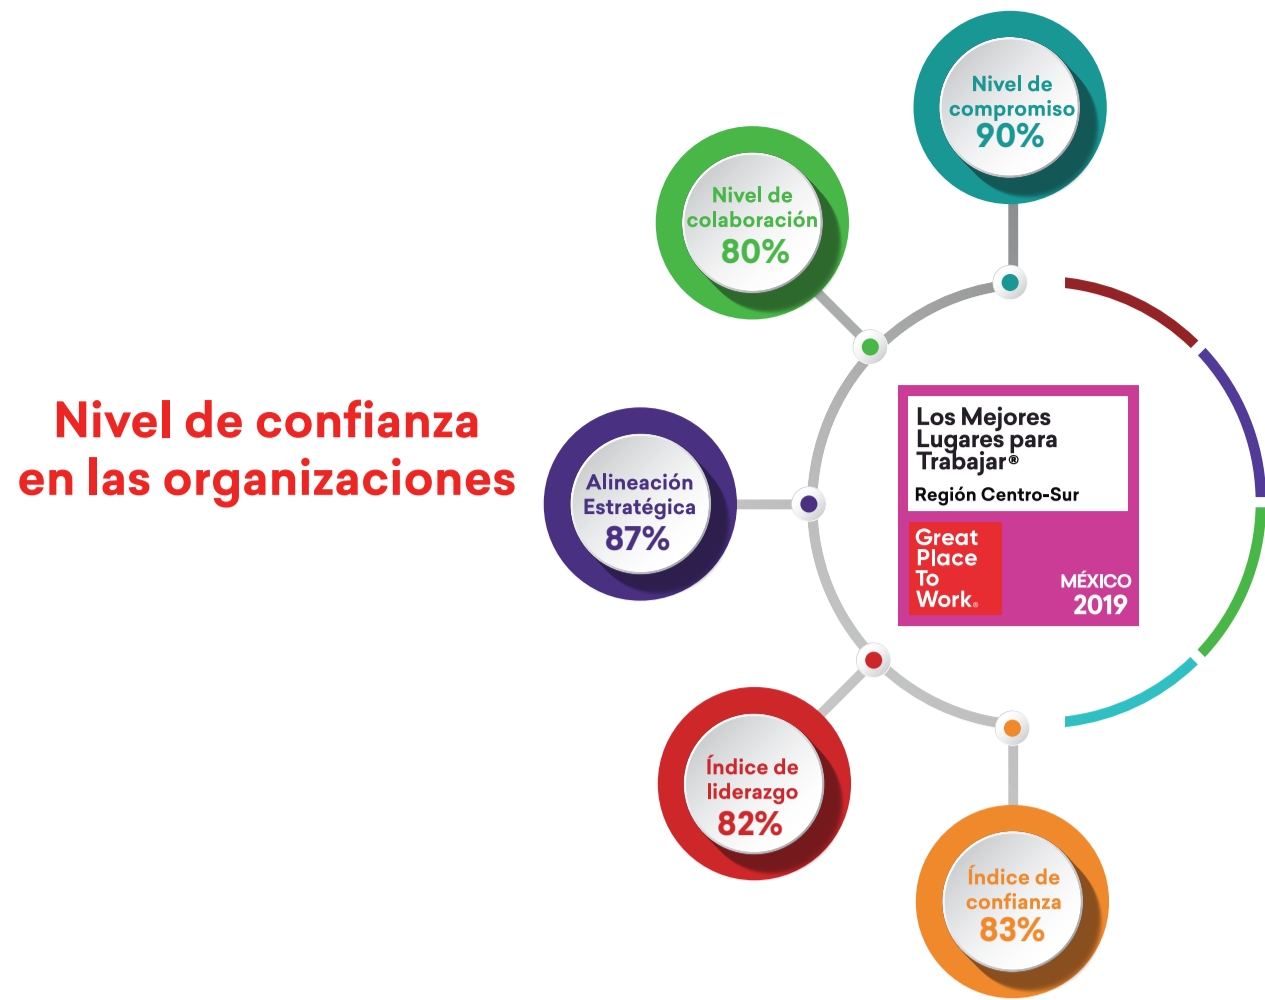 Nivel de confianza
en las organizaciones
Nivel de
compromiso
90%
Nivel de
colaboración
80%
Alineación
Estratégica
87%
Índice de
liderazgo
82%
Índice de
confianza
83%
Los Mejores
Lugares para
Trabajar®
Región Centro-Sur
Great
Place
To
Work®
MÉXICO
2019